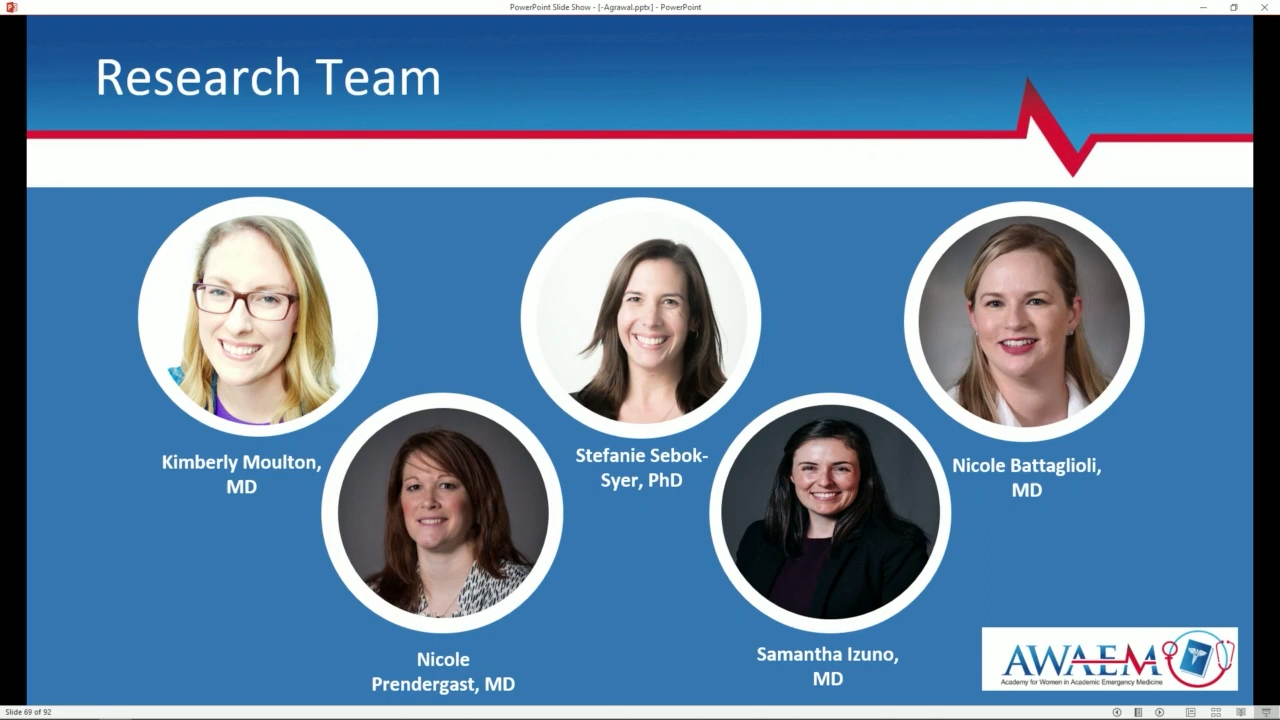 PowerPoint Slide Show - [-Agrawal.pptx] - PowerPoint
Research Team
Kimberly Moulton,
MD
Stefanie Sebok-
Syer, PhD
Nicole Battaglioli,
MD
Nicole
Prendergast, MD
Samantha Izuno,
MD
AWAEM
Academy for Women in Academic Emergency Medicine
Slide 69 of 92